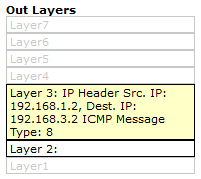 Out Layers
Layer7
Layer6
Layer5
Layer4
Layer 3: IP Header Src. IP:
192.168.1.2, Dest. IP:
192.168.3.2 ICMP Message
Type: 8
Layer 2:
Layer1